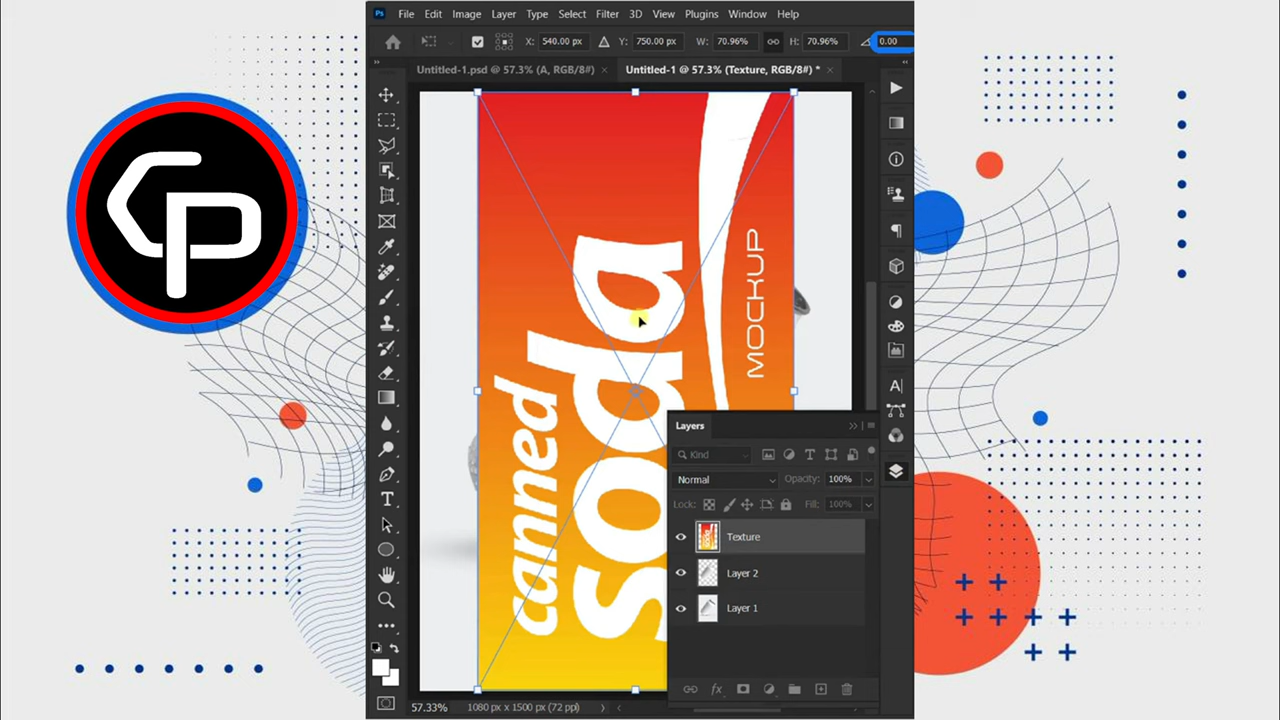 Ps File Edit Image Layer Type Select Filter 3D View Plugins Window Help
X: 540.00 px Y: 750.00 px W: 70.96% H: 70.96% 0.00
Untitled-1.psd @ 57.3% (A, RGB/8#) × Untitled-1 @ 57.3% (Texture, RGB/8#) * ×
CP
canned
soda
MOCKUP
Layers
Kind
Normal Opacity: 100%
Lock: Fill: 100%
Texture
Layer 2
Layer 1
fx
57.33% 1080 px x 1500 px (72 ppi)